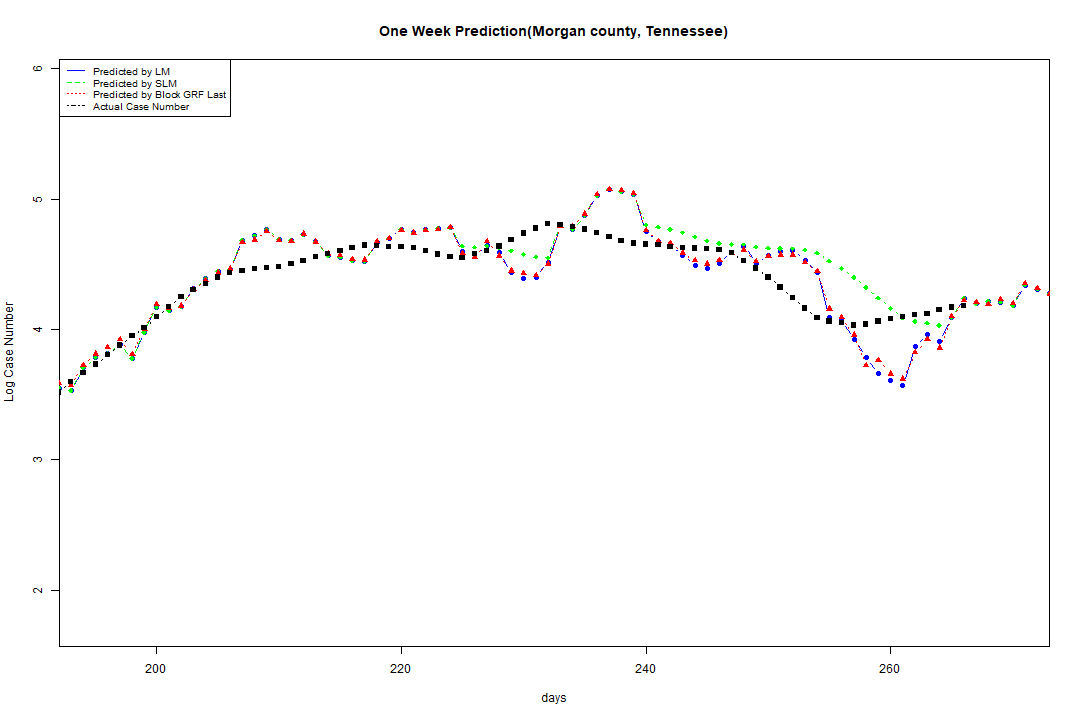 One Week Prediction(Morgan county, Tennessee)
Predicted by LM
Predicted by SLM
Predicted by Block GRF Last
Actual Case Number
6
5
4
3
2
Log Case Number
200 220 240 260
days